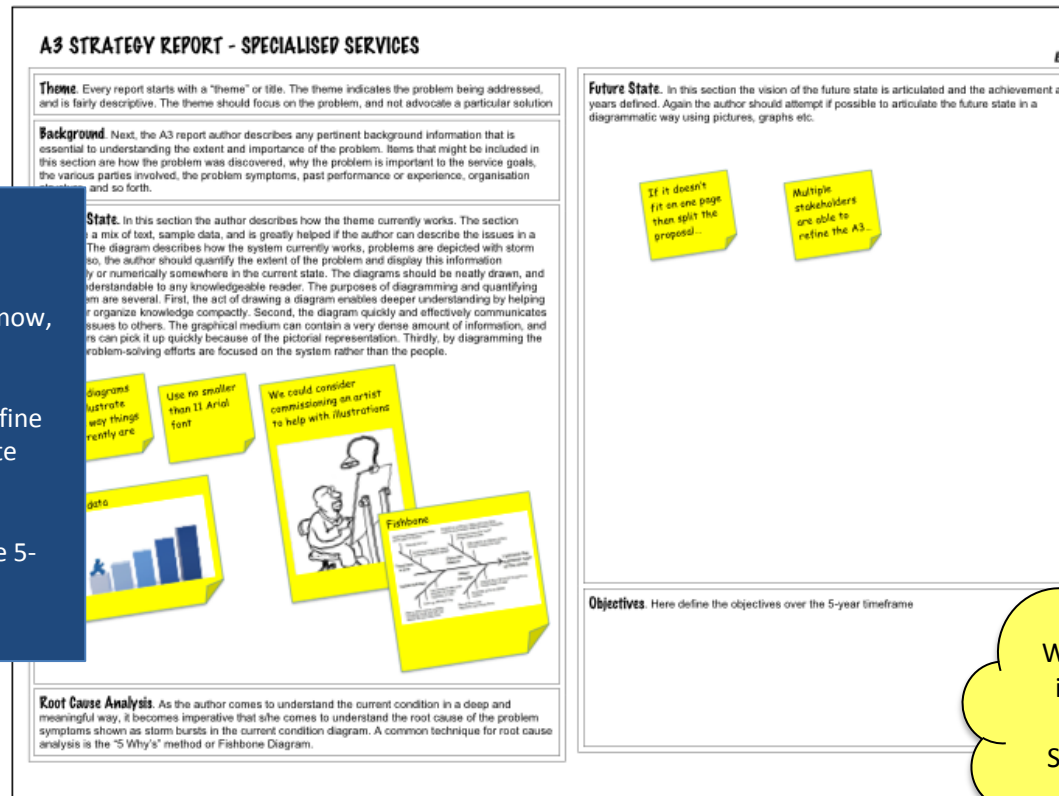 A3 STRATEGY REPORT - SPECIALISED SERVICES
Theme. Every report starts with a “theme” or title. The theme indicates the problem being addressed,
and is fairly descriptive. The theme should focus on the problem, and not advocate a particular solution
Background. Next, the A3 report author describes any pertinent background information that is
essential to understanding the extent and importance of the problem. Items that might be included in
this section are how the problem was discovered, why the problem is important to the service goals,
the various parties involved, the problem symptoms, past performance or experience, organisation
and so forth.
State. In this section the author describes how the theme currently works. The section
a mix of text, sample data, and is greatly helped if the author can describe the issues in a
The diagram describes how the system currently works, problems are depicted with storm
so, the author should quantify the extent of the problem and display this information
or numerically somewhere in the current state. The diagrams should be neatly drawn, and
to any knowledgeable reader. The purposes of diagramming and quantifying
are several. First, the act of drawing a diagram enables deeper understanding by helping
organize knowledge compactly. Second, the diagram quickly and effectively communicates
to others. The graphical medium can contain a very dense amount of information, and
can pick it up quickly because of the pictorial representation. Thirdly, by diagramming the
problem-solving efforts are focused on the system rather than the people.
now,
fine
e 5-
diagrams
way things
are
Use no smaller
than 11 Arial
font
We could consider
commissioning an artist
to help with illustrations
data
Fishbone
Root Cause Analysis. As the author comes to understand the current condition in a deep and
meaningful way, it becomes imperative that s/he comes to understand the root cause of the problem
symptoms shown as storm bursts in the current condition diagram. A common technique for root cause
analysis is the “5 Why’s” method or Fishbone Diagram.
Future State. In this section the vision of the future state is articulated and the achievement a
years defined. Again the author should attempt if possible to articulate the future state in a
diagrammatic way using pictures, graphs etc.
If it doesn't
fit on one page
then split the
proposal...
Multiple
stakeholders
are able to
refine the A3...
Objectives. Here define the objectives over the 5-year timeframe
W
i
S